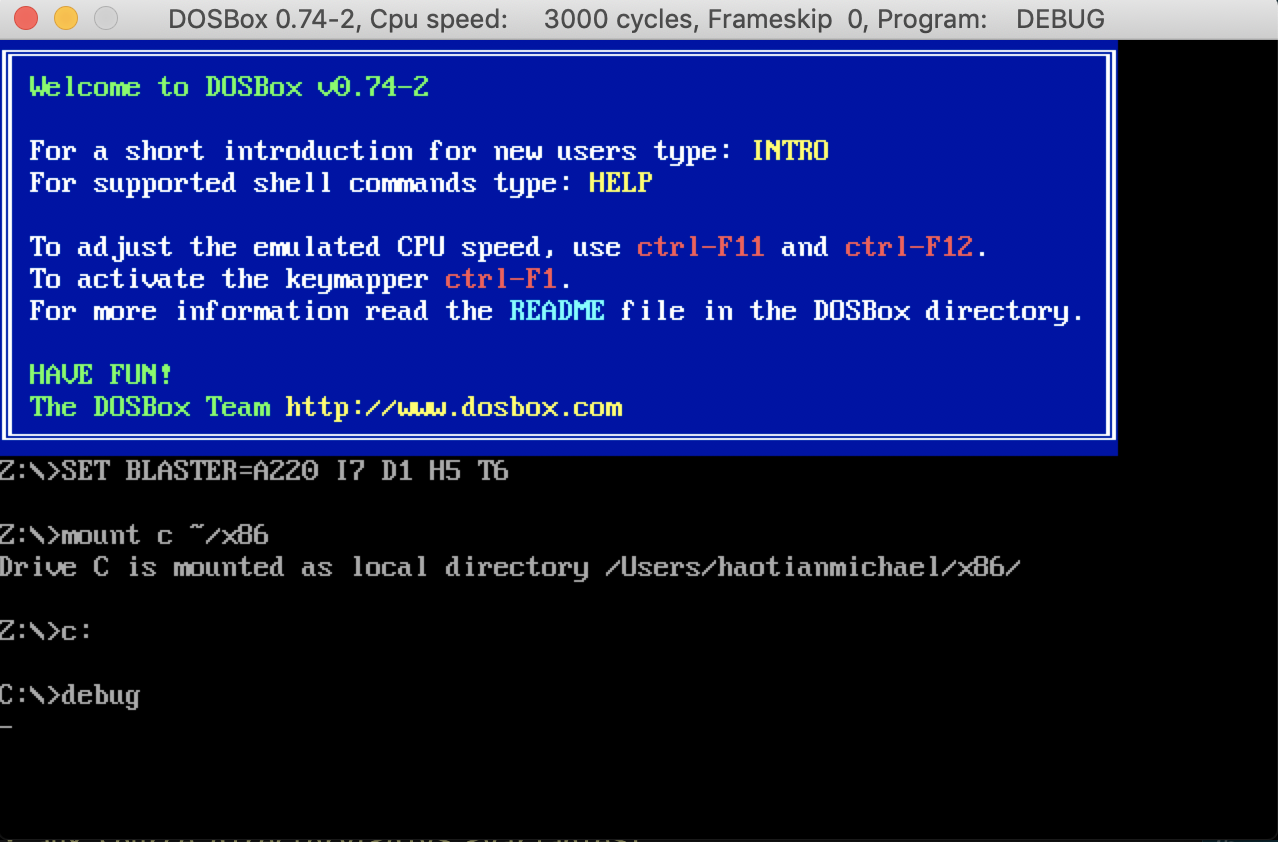 DOSBox 0.74-2, Cpu speed: 3000 cycles, Frameskip 0, Program: DEBUG
Welcome to DOSBox v0.74-2
For a short introduction for new users type: INTRO
For supported shell commands type: HELP
To adjust the emulated CPU speed, use ctrl-F11 and ctrl-F12.
To activate the keymapper ctrl-F1.
For more information read the README file in the DOSBox directory.
HAVE FUN!
The DOSBox Team http://www.dosbox.com
Z:\>SET BLASTER=A220 I7 D1 H5 T6
Z:\>mount c ~/x86
Drive C is mounted as local directory /Users/haotianmichael/x86/
Z:\>c:
C:\>debug
_